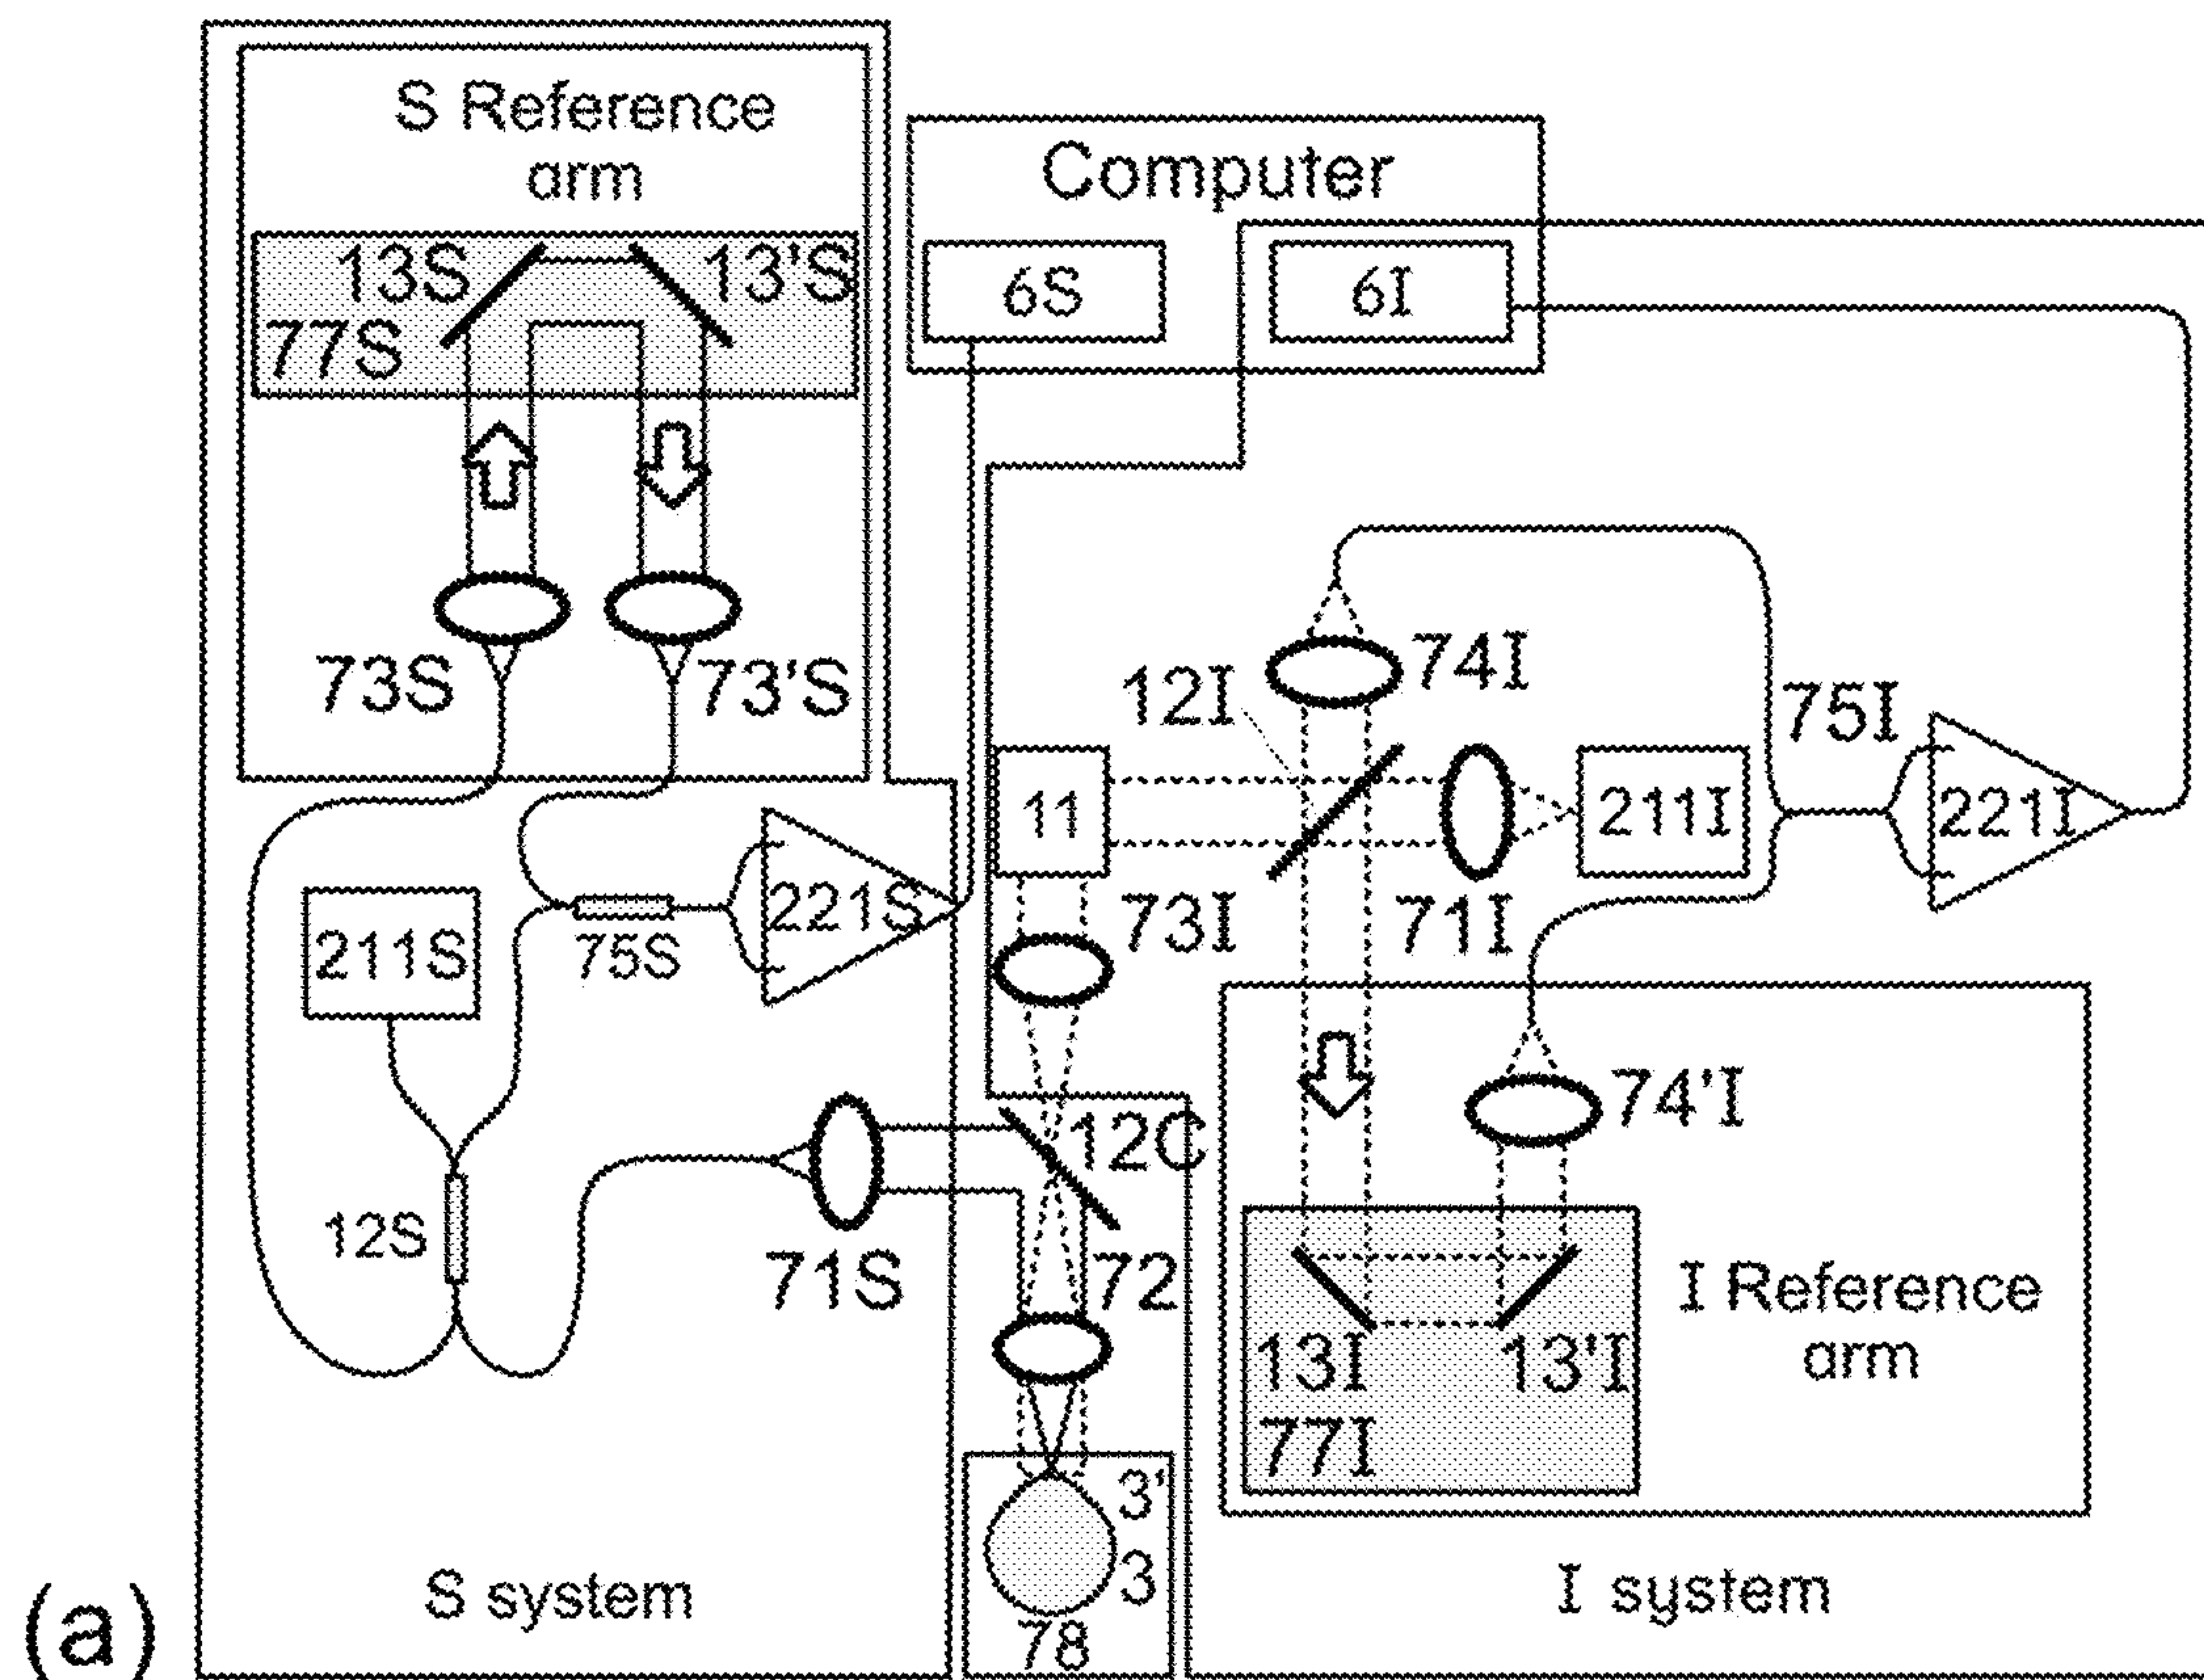 S Reference
arm
13S
13'S
77S
73S
73'S
Computer
6S
6I
12I
74I
75I
11
211I
221I
73I
71I
211S
75S
221S
12S
71S
12C
72
74'I
13I
13'I
77I
I Reference
arm
3'
3
78
S system
I system
(a)